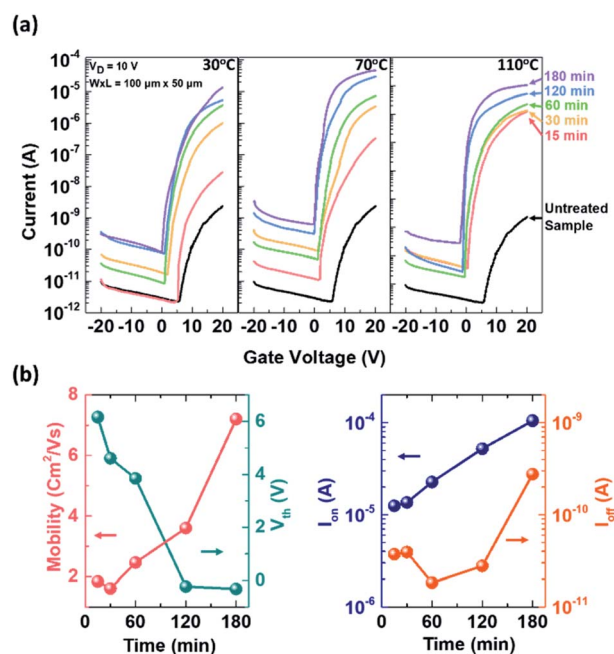 (a)
V_D = 10 V
WxL = 100 µm x 50 µm
30°C
70°C
110°C
180 min
120 min
60 min
30 min
15 min
Untreated
Sample
Current (A)
10⁻⁴
10⁻⁵
10⁻⁶
10⁻⁷
10⁻⁸
10⁻⁹
10⁻¹⁰
10⁻¹¹
10⁻¹²
-20 -10 0 10 20
-20 -10 0 10 20
-20 -10 0 10 20
Gate Voltage (V)
(b)
Mobility (Cm²/Vs)
8
6
4
2
6
4
2
0
V_th (V)
0 60 120 180
Time (min)
I_on (A)
10⁻⁴
10⁻⁵
10⁻⁶
10⁻⁹
10⁻¹⁰
10⁻¹¹
I_off (A)
0 60 120 180
Time (min)